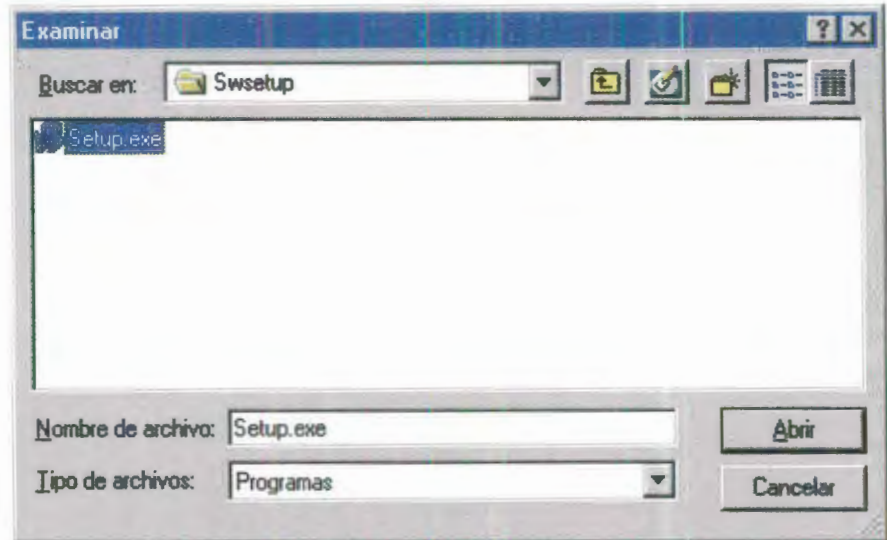 Examinar
Buscar en: Swsetup
Setup.exe
Nombre de archivo: Setup.exe
Abrir
Tipo de archivos: Programas
Cancelar